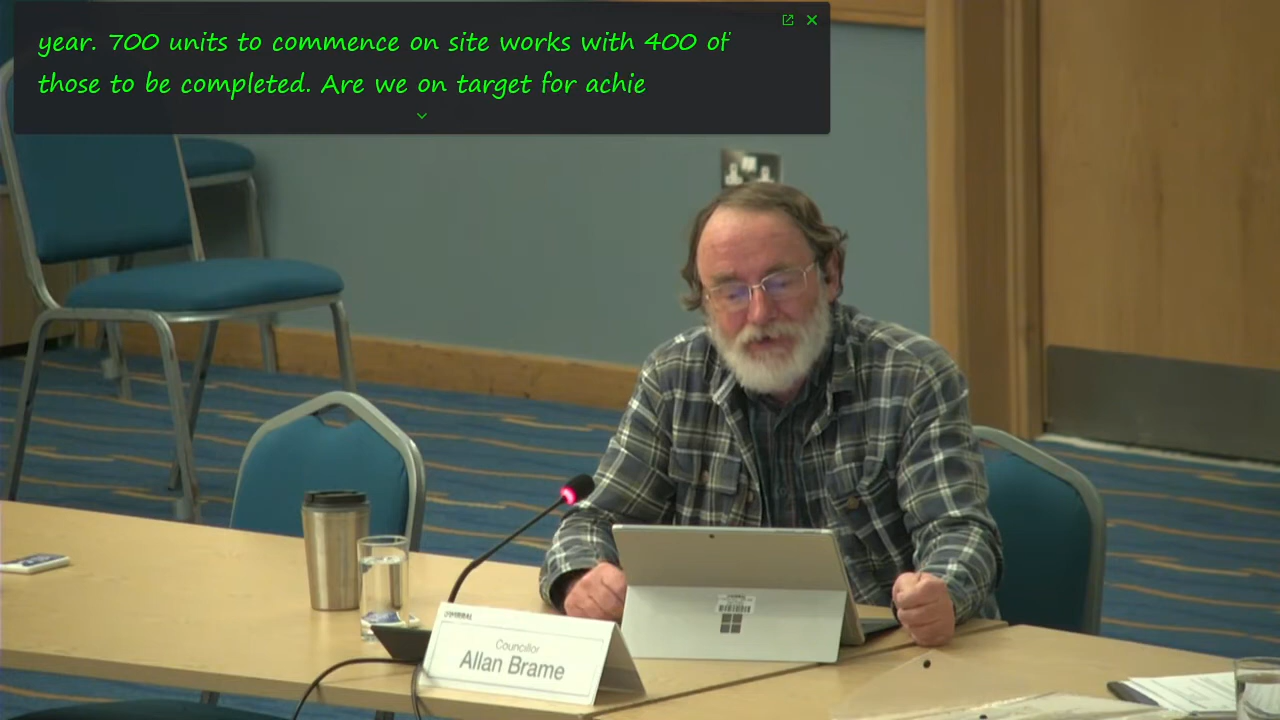 year. 700 units to commence on site works with 400 of
those to be completed. Are we on target for achie
WIRRAL
Councillor
Allan Brame